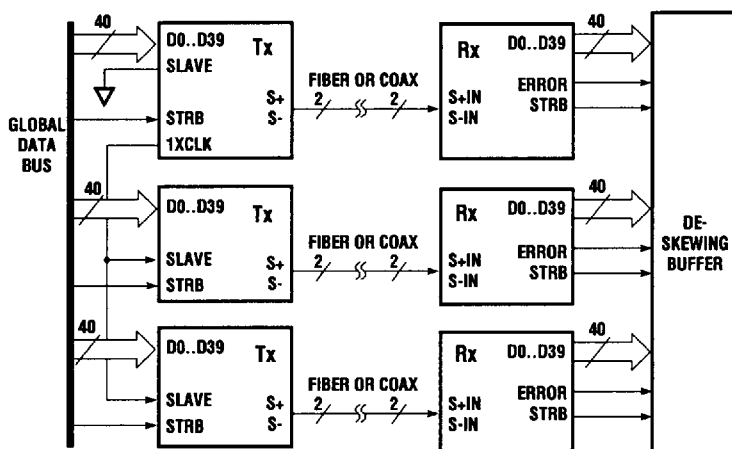 GLOBAL
DATA
BUS
40
D0..D39
Tx
SLAVE
STRB
1XCLK
S+
S-
FIBER OR COAX
2
2
Rx
D0..D39
S+IN
S-IN
ERROR
STRB
40
40
D0..D39
Tx
SLAVE
STRB
S+
S-
FIBER OR COAX
2
2
Rx
D0..D39
S+IN
S-IN
ERROR
STRB
40
40
D0..D39
Tx
SLAVE
STRB
S+
S-
FIBER OR COAX
2
2
Rx
D0..D39
S+IN
S-IN
ERROR
STRB
40
DE-
SKEWING
BUFFER